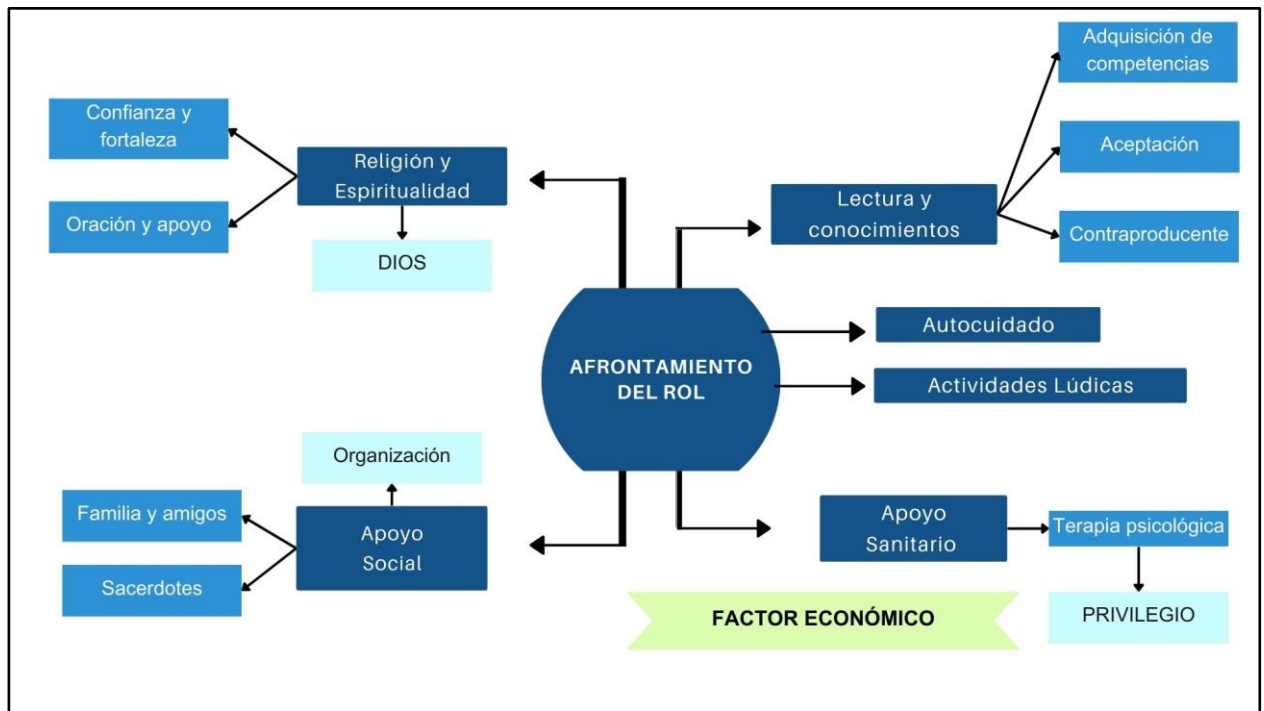 Confianza y
fortaleza
Oración y apoyo
Religión y
Espiritualidad
DIOS
Adquisición de
competencias
Aceptación
Contraproducente
Lectura y
conocimientos
Autocuidado
Actividades Lúdicas
AFRONTAMIENTO
DEL ROL
Organización
Familia y amigos
Sacerdotes
Apoyo
Social
Apoyo
Sanitario
Terapia psicológica
PRIVILEGIO
FACTOR ECONÓMICO